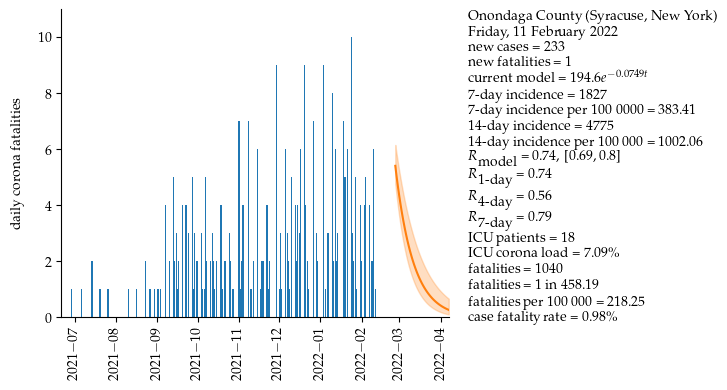 Onondaga County (Syracuse, New York)
Friday, 11 February 2022
new cases = 233
new fatalities = 1
current model = 194.6e^{−0.0749t}
7-day incidence = 1827
7-day incidence per 100 0000 = 383.41
14-day incidence = 4775
14-day incidence per 100 000 = 1002.06
R_model = 0.74, [0.69, 0.8]
R_1-day = 0.74
R_4-day = 0.56
R_7-day = 0.79
ICU patients = 18
ICU corona load = 7.09%
fatalities = 1040
fatalities = 1 in 458.19
fatalities per 100 000 = 218.25
case fatality rate = 0.98%
daily corona fatalities
10
8
6
4
2
0
2021−07
2021−08
2021−09
2021−10
2021−11
2021−12
2022−01
2022−02
2022−03
2022−04